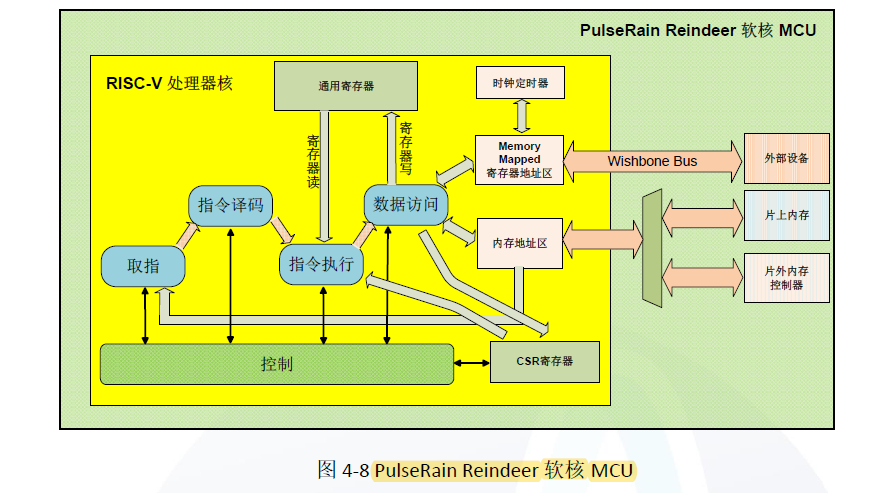 PulseRain Reindeer 软核 MCU
RISC-V 处理器核
通用寄存器
时钟定时器
寄存器读
寄存器写
Memory
Mapped
寄存器地址区
Wishbone Bus
外部设备
指令译码
数据访问
片上内存
内存地址区
取指
指令执行
片外内存
控制器
控制
CSR寄存器
图 4-8 PulseRain Reindeer 软核 MCU